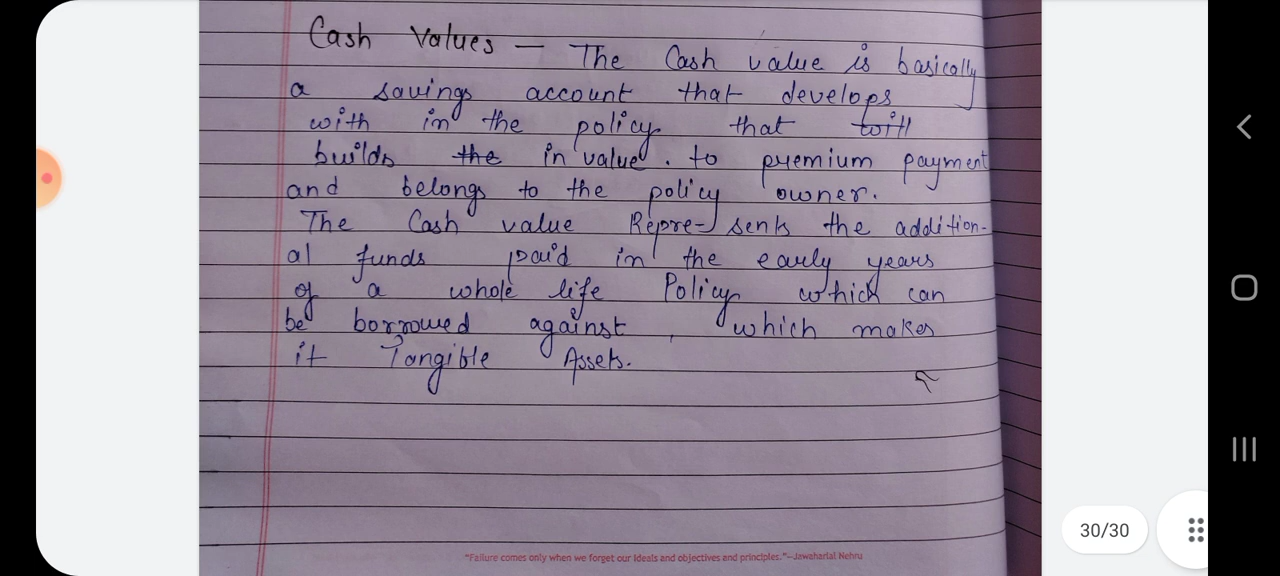 Cash Values — The Cash value is basically
a savings account that develops
with in the policy that will
builds the in value. to premium payment
and belongs to the policy owner.
The Cash value Repre- sents the addition-
al funds paid in the early years
of a whole life Policy which can
be borrowed against, which makes
it Tangible Assets.
"Failure comes only when we forget our ideals and objectives and principles."—Jawaharlal Nehru
30/30